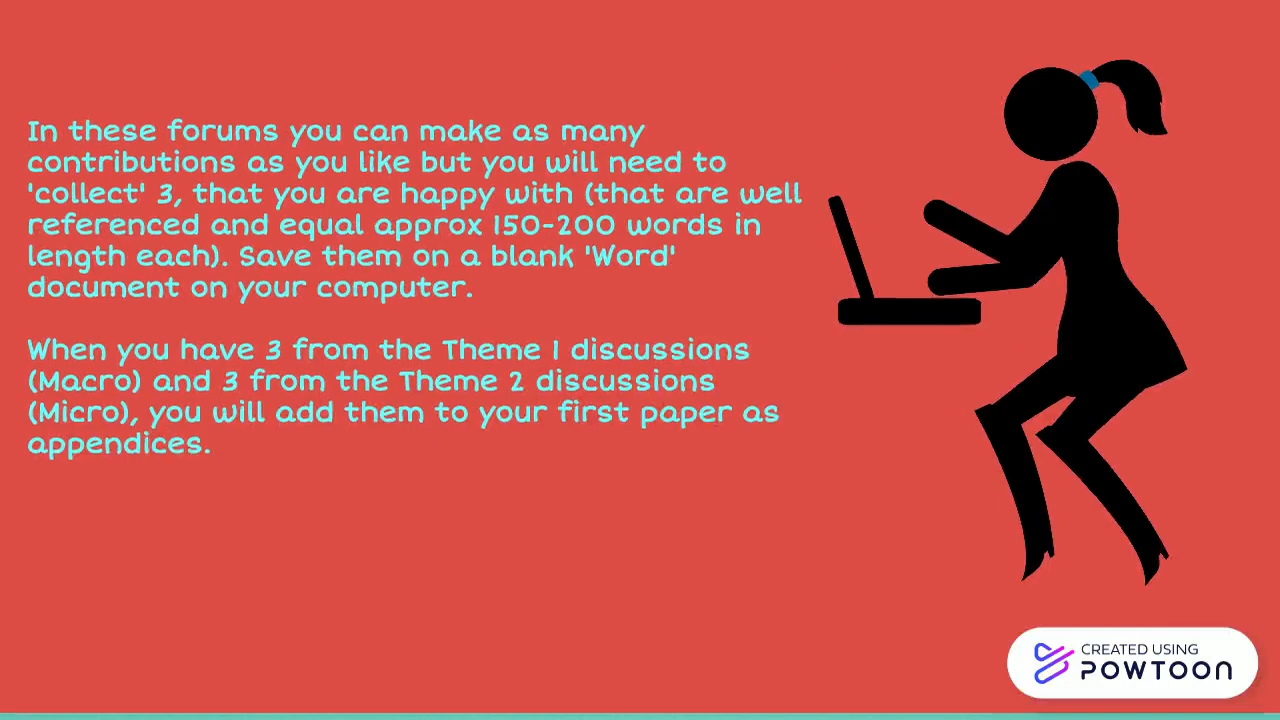 In these forums you can make as many
contributions as you like but you will need to
'collect' 3, that you are happy with (that are well
referenced and equal approx 150-200 words in
length each). Save them on a blank 'Word'
document on your computer.
When you have 3 from the Theme 1 discussions
(Macro) and 3 from the Theme 2 discussions
(Micro), you will add them to your first paper as
appendices.
CREATED USING
POWTOON